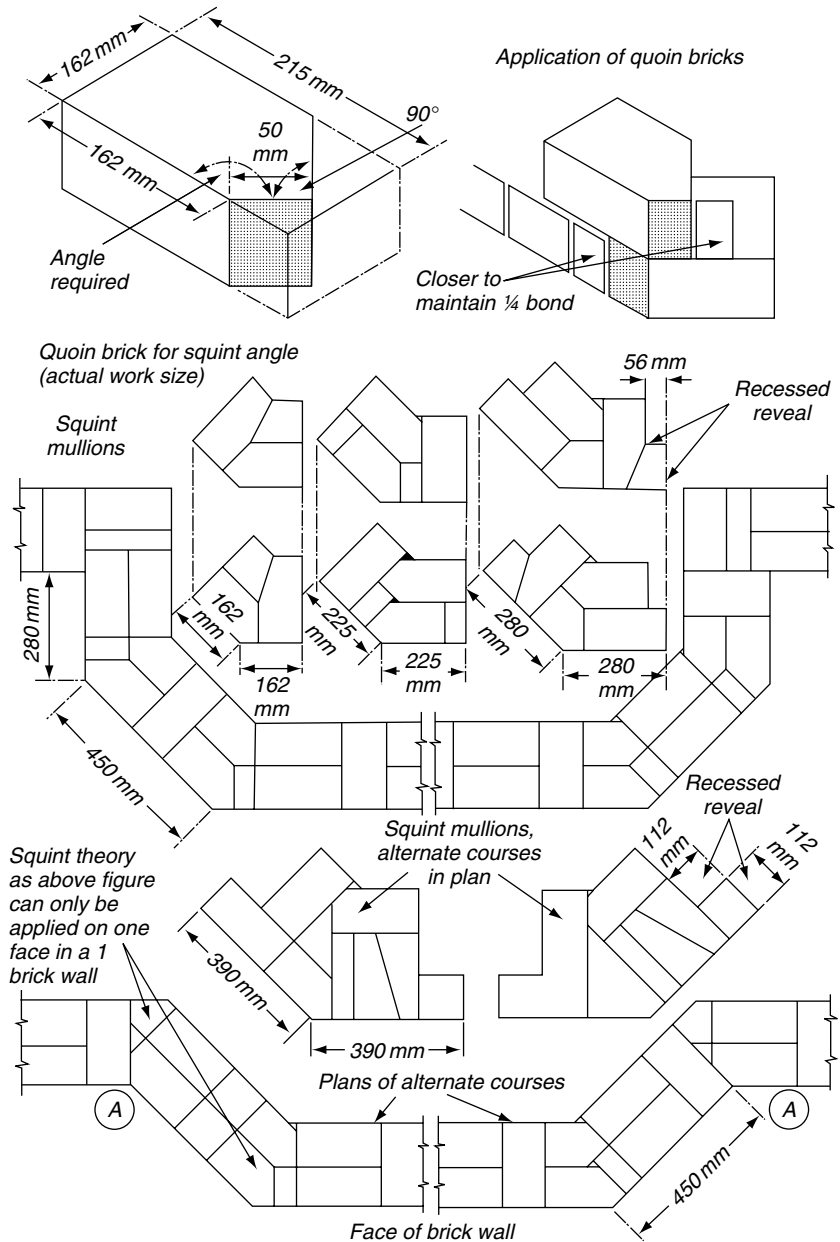 162 mm
215 mm
Application of quoin bricks
90°
50
mm
162 mm
Angle
required
Closer to
maintain ¼ bond
Quoin brick for squint angle
(actual work size)
56 mm
Recessed
reveal
Squint
mullions
280 mm
162
mm
162
mm
225
mm
225
mm
280
mm
280
mm
450 mm
Recessed
reveal
112
mm
112
mm
Squint mullions,
alternate courses
in plan
Squint theory
as above figure
can only be
applied on one
face in a 1
brick wall
390 mm
390 mm
Plans of alternate courses
A
A
450 mm
Face of brick wall